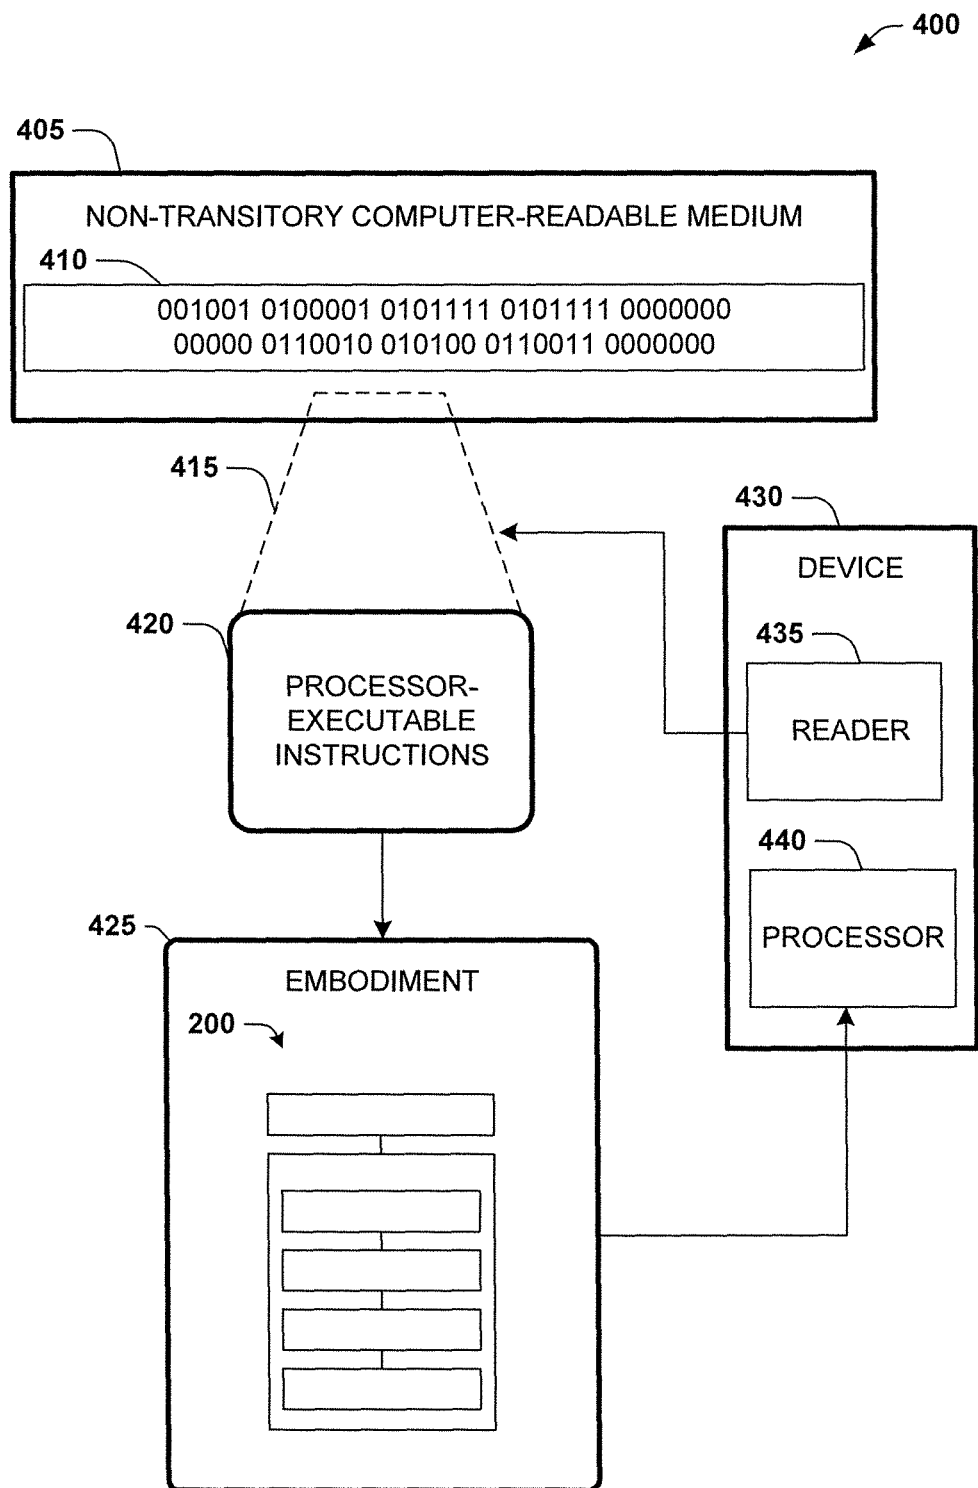 400
405
NON-TRANSITORY COMPUTER-READABLE MEDIUM
410
001001 0100001 0101111 0101111 0000000
00000 0110010 010100 0110011 0000000
415
430
DEVICE
420
435
PROCESSOR-
EXECUTABLE
INSTRUCTIONS
READER
440
425
PROCESSOR
EMBODIMENT
200